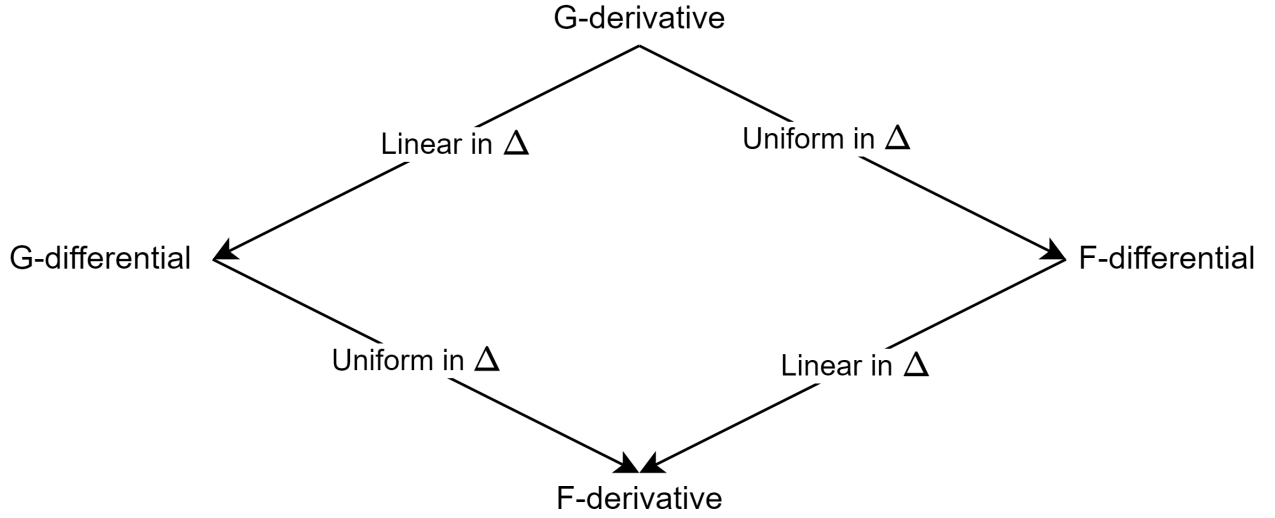 G-derivative
Linear in Δ
Uniform in Δ
G-differential
F-differential
Uniform in Δ
Linear in Δ
F-derivative